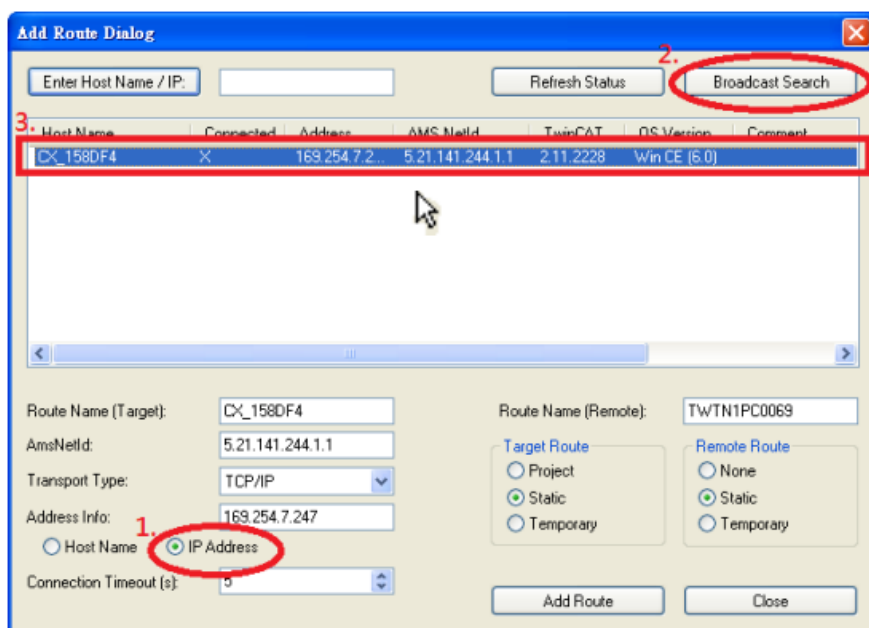 Add Route Dialog
2.
Enter Host Name / IP:
Refresh Status
Broadcast Search
3.
Host Name Connected Address AMS NetId TwinCAT OS Version Comment
CX_158DF4 X 169.254.7.2... 5.21.141.244.1.1 2.11.2228 Win CE (6.0)
Route Name (Target): CX_158DF4
Route Name (Remote): TWTN1PC0069
AmsNetId: 5.21.141.244.1.1
Transport Type: TCP/IP
Address Info: 169.254.7.247
1.
Host Name
IP Address
Connection Timeout (s): 5
Target Route
Project
Static
Temporary
Remote Route
None
Static
Temporary
Add Route
Close